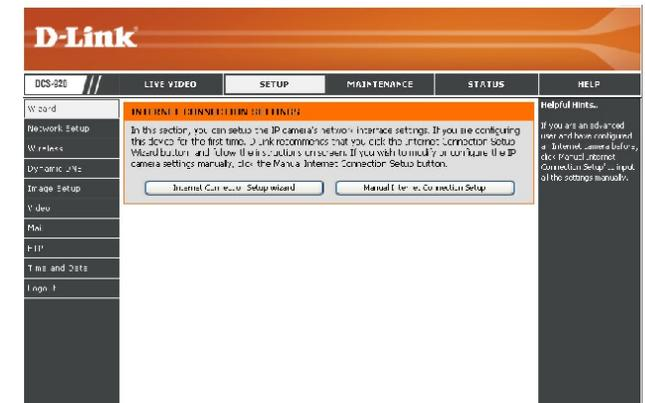 D-Link
DCS-920 // LIVE VIDEO SETUP MAINTENANCE STATUS HELP
Wizard
Network Setup
Wireless
Dynamic DNS
Image Setup
Video
Mail
FTP
Time and Date
Logout
INTERNET CONNECTION SETTINGS
In this section, you can setup the IP camera's network interface settings. If you are configuring
this device for the first time, D-Link recommends that you click the Internet Connection Setup
Wizard button, and follow the instructions on screen. If you wish to modify or configure the IP
camera settings manually, click the Manual Internet Connection Setup button.
Internet Connection Setup Wizard Manual Internet Connection Setup
Helpful Hints..
If you are an advanced
user and have configured
an Internet camera before,
click Manual Internet
Connection Setup to input
all the settings manually.